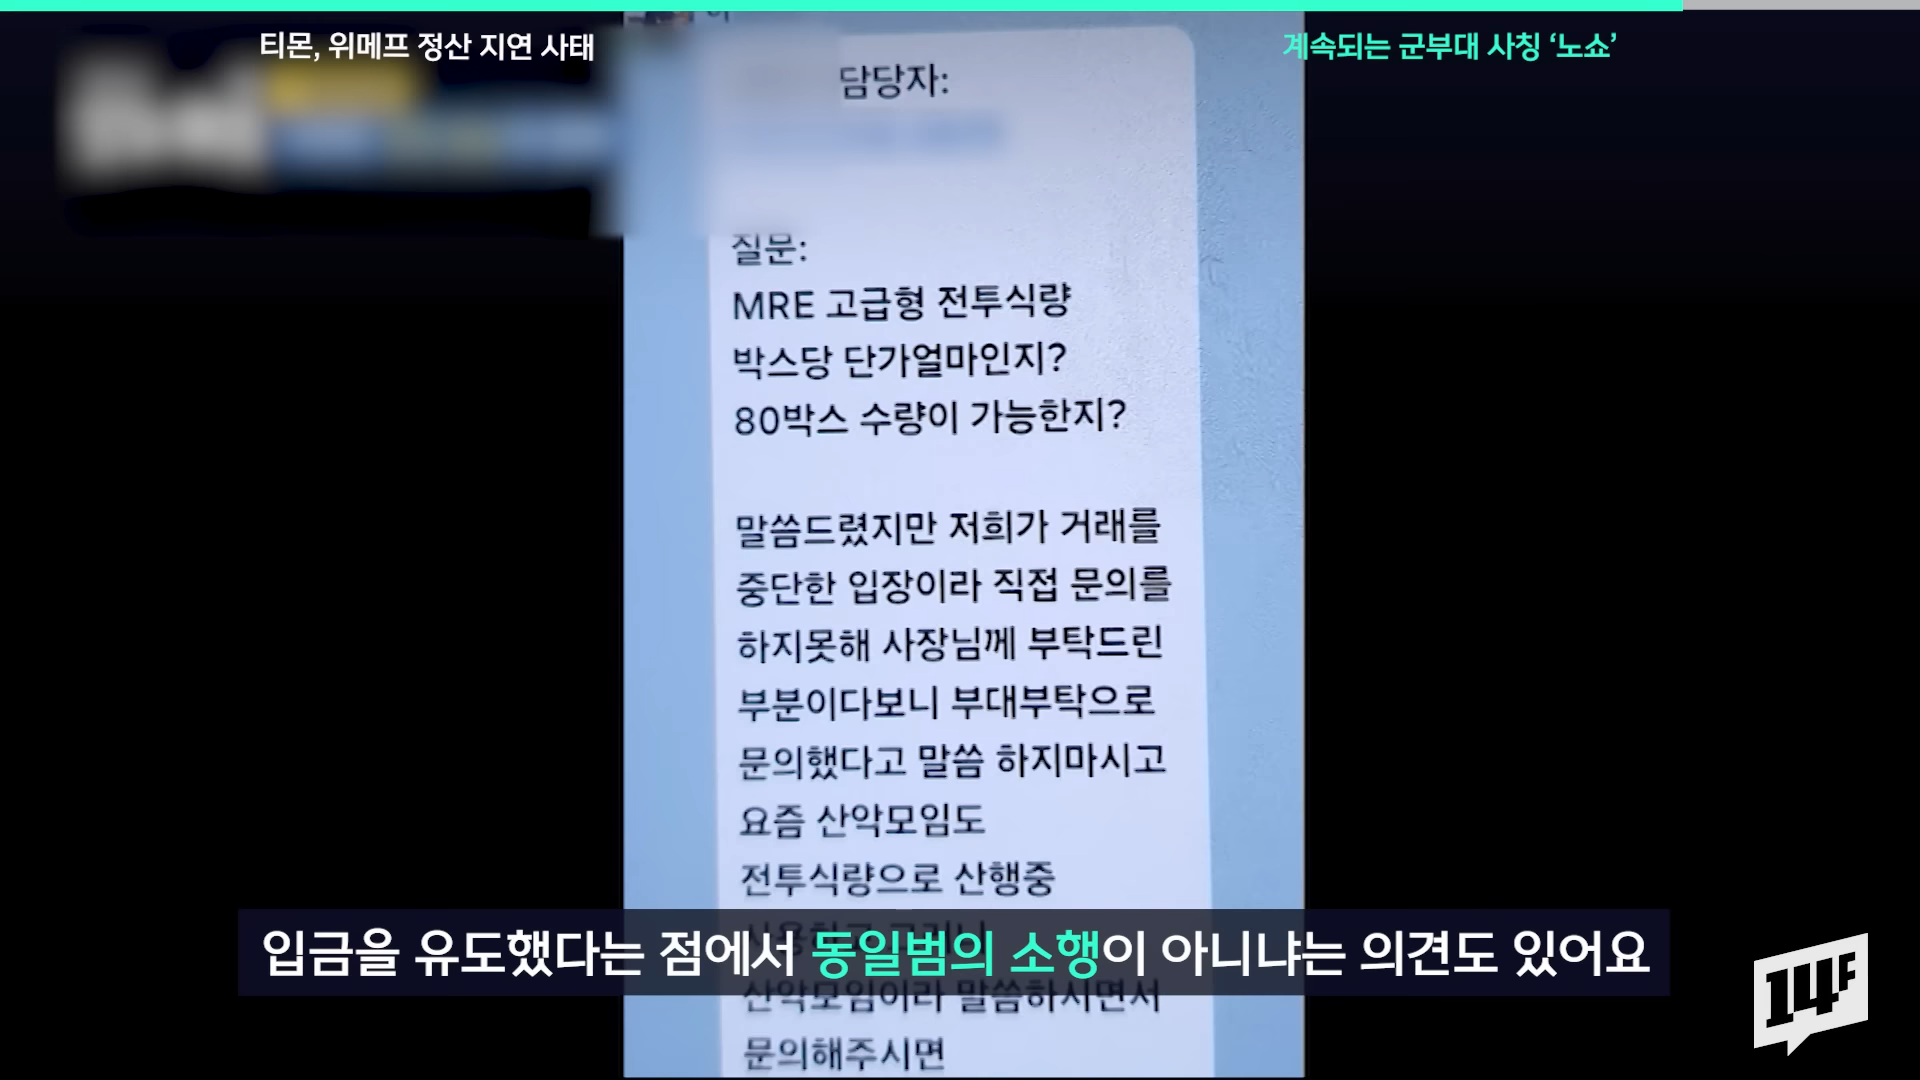 티몬, 위메프 정산 지연 사태
계속되는 군부대 사칭 ‘노쇼’
담당자:
질문:
MRE 고급형 전투식량
박스당 단가얼마인지?
80박스 수량이 가능한지?
말씀드렸지만 저희가 거래를
중단한 입장이라 직접 문의를
하지못해 사장님께 부탁드린
부분이다보니 부대부탁으로
문의했다고 말씀 하지마시고
요즘 산악모임도
전투식량으로 산행중
입금을 유도했다는 점에서 동일범의 소행이 아니냐는 의견도 있어요
산악모임이라 말씀하시면서
문의해주시면
14F